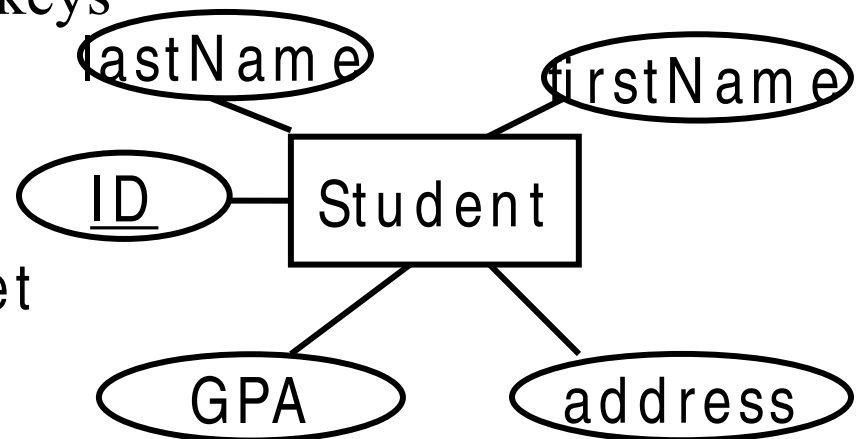 keys
lastName
firstName
ID
Student
et
GPA
address